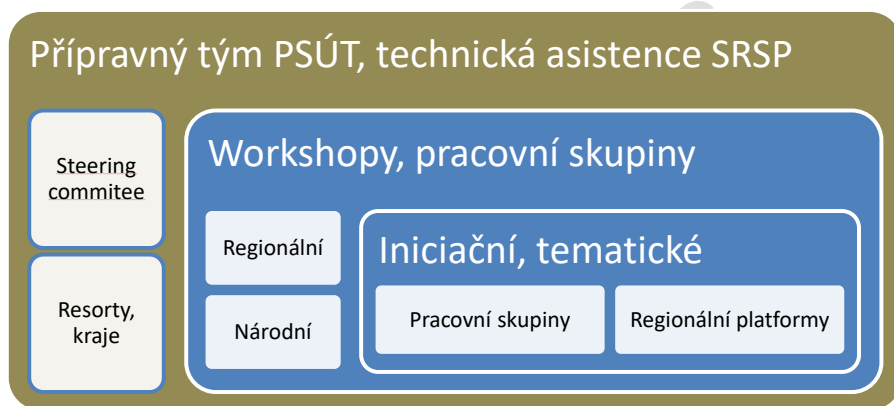 Přípravný tým PSÚT, technická asistence SRSP
Steering
commitee
Resorty,
kraje
Workshopy, pracovní skupiny
Regionální
Národní
Iniciační, tematické
Pracovní skupiny
Regionální platformy